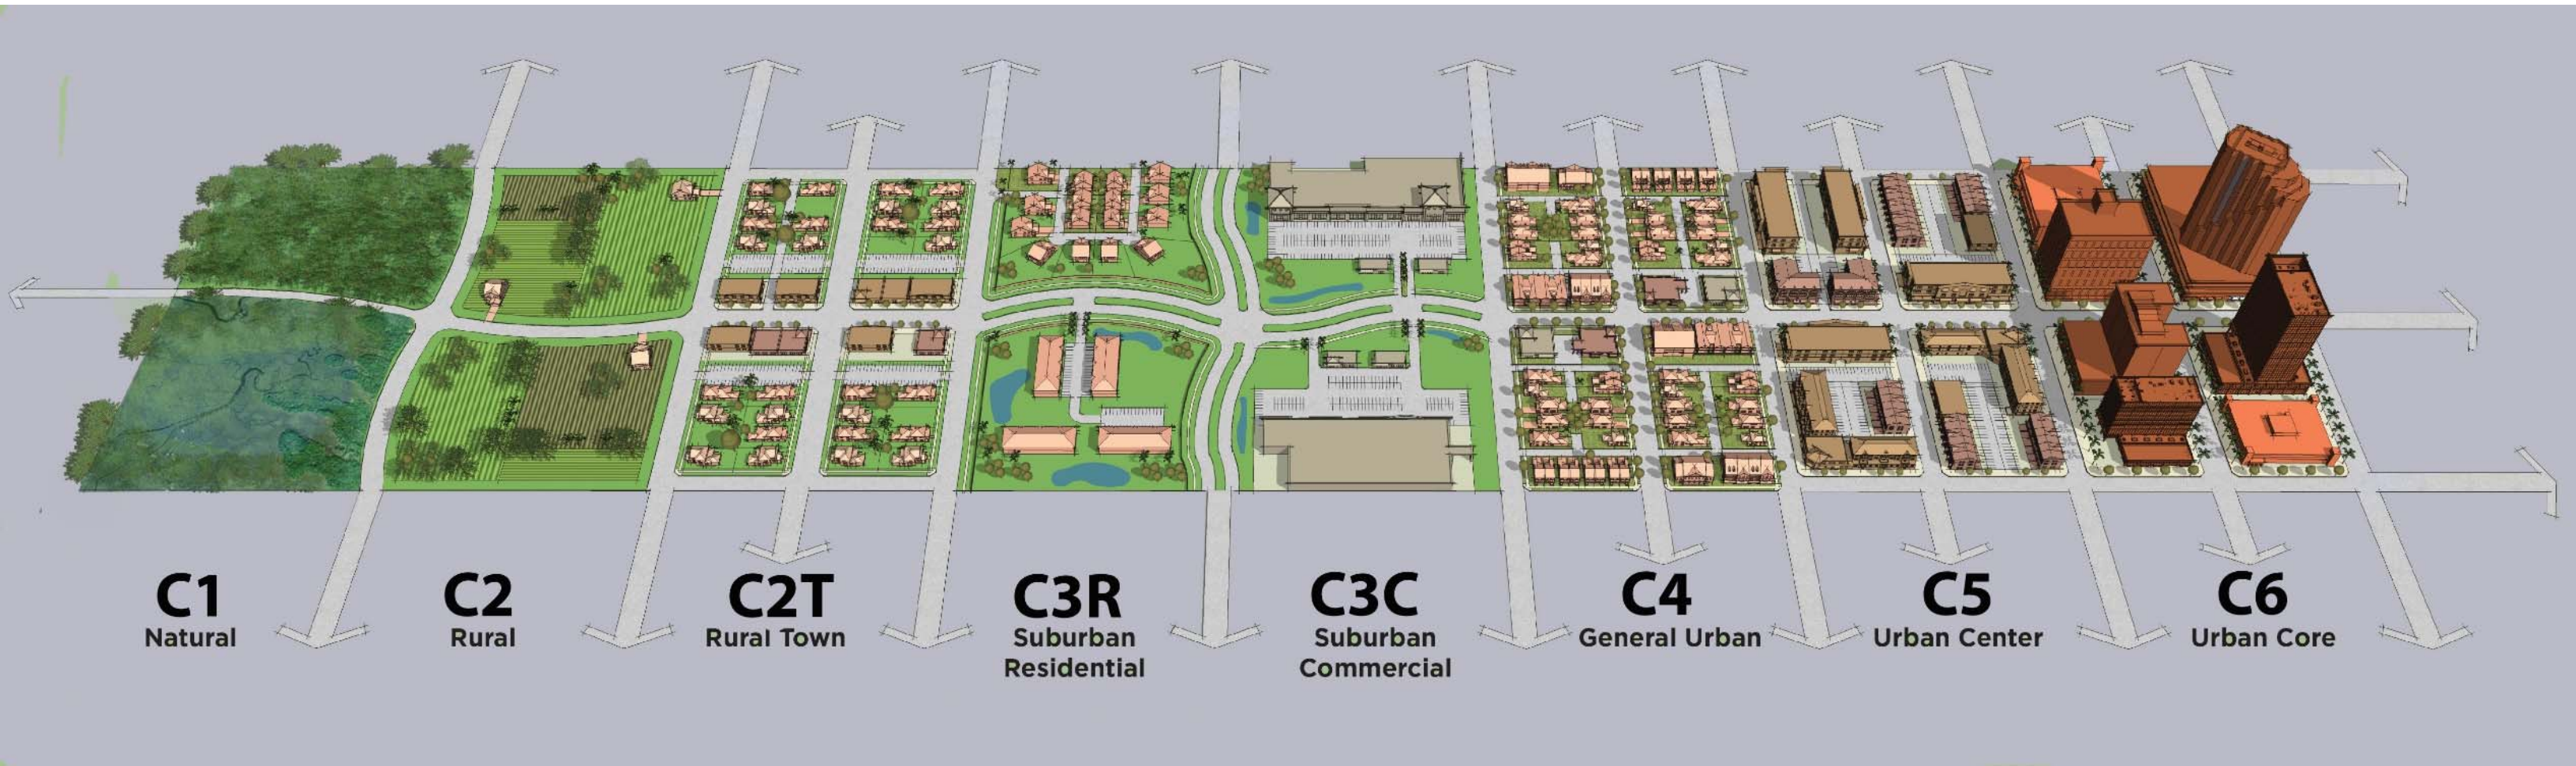 C1
Natural
C2
Rural
C2T
Rural Town
C3R
Suburban
Residential
C3C
Suburban
Commercial
C4
General Urban
C5
Urban Center
C6
Urban Core